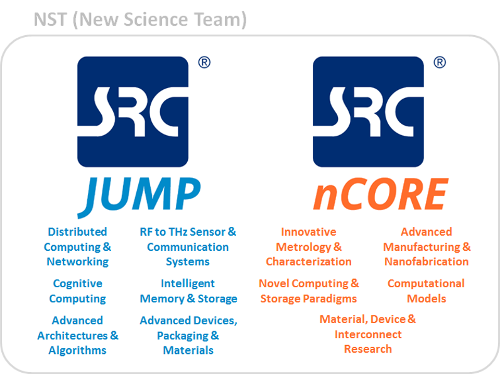 NST (New Science Team)
SRC ®
SRC ®
JUMP
nCORE
Distributed
Computing &
Networking
RF to THz Sensor &
Communication
Systems
Cognitive
Computing
Intelligent
Memory & Storage
Advanced
Architectures &
Algorithms
Advanced Devices,
Packaging &
Materials
Innovative
Metrology &
Characterization
Advanced
Manufacturing &
Nanofabrication
Novel Computing &
Storage Paradigms
Computational
Models
Material, Device &
Interconnect
Research